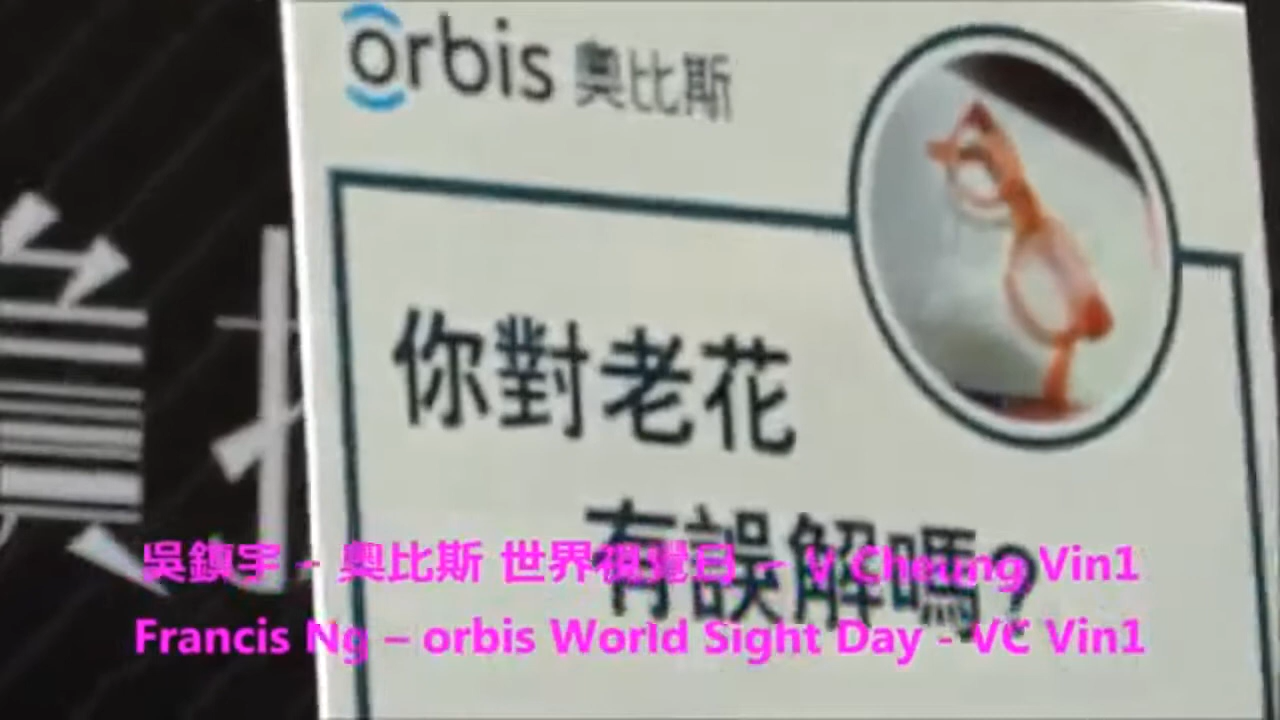 orbis 奧比斯
你對老花
有誤解嗎?
吳鎮宇 – 奧比斯 世界視覺日 – V Cheung Vin1
Francis Ng – orbis World Sight Day - VC Vin1